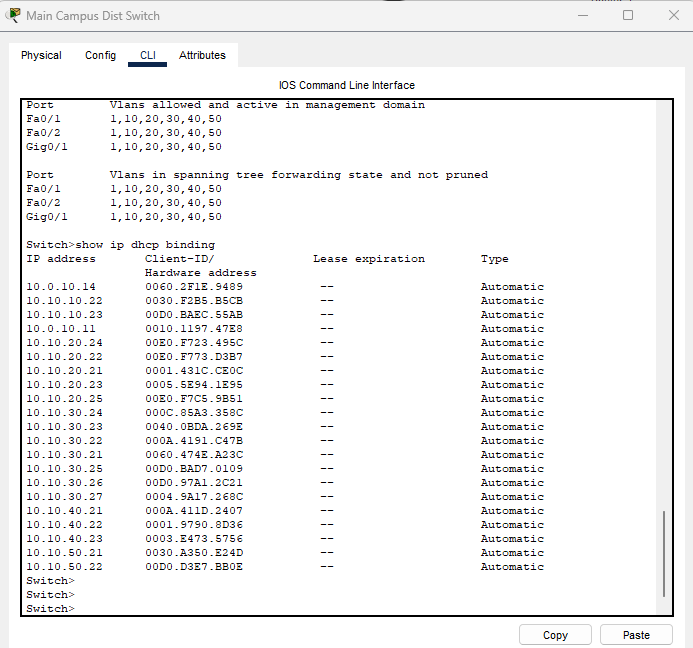 Main Campus Dist Switch
Physical Config CLI Attributes
IOS Command Line Interface
Port Vlans allowed and active in management domain
Fa0/1 1,10,20,30,40,50
Fa0/2 1,10,20,30,40,50
Gig0/1 1,10,20,30,40,50
Port Vlans in spanning tree forwarding state and not pruned
Fa0/1 1,10,20,30,40,50
Fa0/2 1,10,20,30,40,50
Gig0/1 1,10,20,30,40,50
Switch>show ip dhcp binding
IP address Client-ID/ Lease expiration Type
Hardware address
10.0.10.14 0060.2F1E.9489 -- Automatic
10.10.10.22 0030.F2B5.B5CB -- Automatic
10.10.10.23 00D0.BAEC.55AB -- Automatic
10.0.10.11 0010.1197.47E8 -- Automatic
10.10.20.24 00E0.F723.495C -- Automatic
10.10.20.22 00E0.F773.D3B7 -- Automatic
10.10.20.21 0001.431C.CE0C -- Automatic
10.10.20.23 0005.5E94.1E95 -- Automatic
10.10.20.25 00E0.F7C5.9B51 -- Automatic
10.10.30.24 000C.85A3.358C -- Automatic
10.10.30.23 0040.0BDA.269E -- Automatic
10.10.30.22 000A.4191.C47B -- Automatic
10.10.30.21 0060.474E.A23C -- Automatic
10.10.30.25 00D0.BAD7.0109 -- Automatic
10.10.30.26 00D0.97A1.2C21 -- Automatic
10.10.30.27 0004.9A17.268C -- Automatic
10.10.40.21 000A.411D.2407 -- Automatic
10.10.40.22 0001.9790.8D36 -- Automatic
10.10.40.23 0003.E473.5756 -- Automatic
10.10.50.21 0030.A350.E24D -- Automatic
10.10.50.22 00D0.D3E7.BB0E -- Automatic
Switch>
Switch>
Switch>
Copy Paste